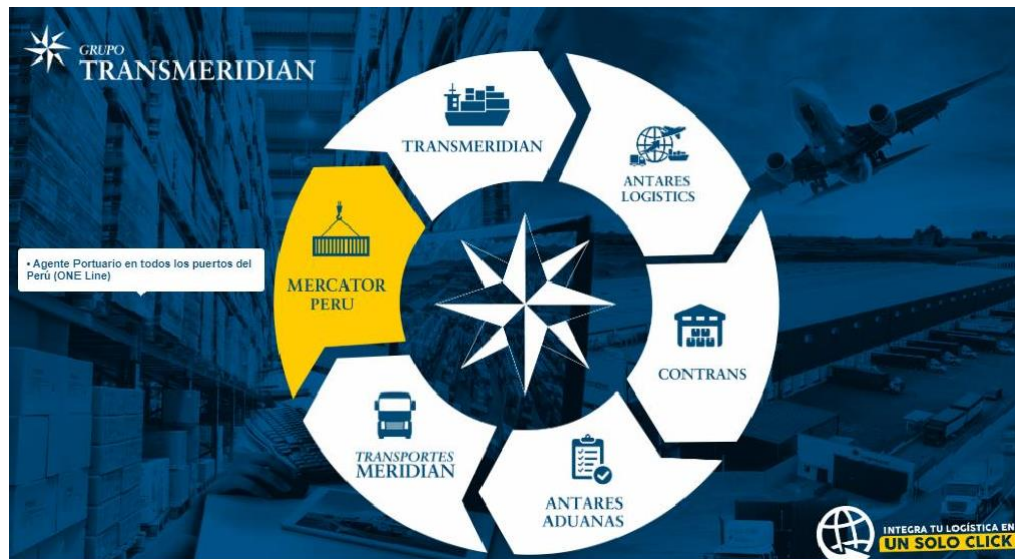 GRUPO
TRANSMERIDIAN
TRANSMERIDIAN
ANTARES
LOGISTICS
MERCATOR
PERU
• Agente Portuario en todos los puertos del
Perú (ONE Line)
CONTRANS
TRANSPORTES
MERIDIAN
ANTARES
ADUANAS
INTEGRA TU LOGÍSTICA EN
UN SOLO CLICK